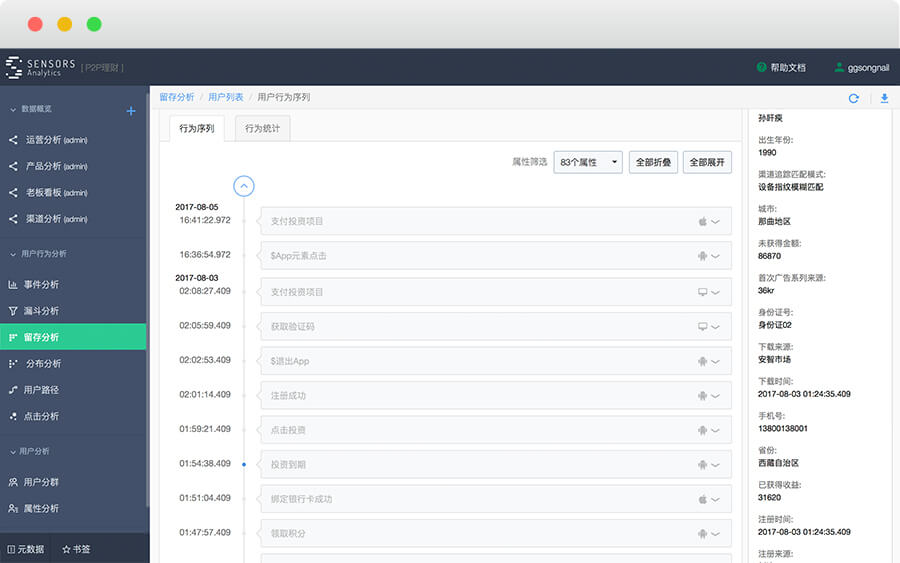 SENSORS
Analytics
[ P2P理财 ]
帮助文档
ggsongnail
数据概览
运营分析 (admin)
产品分析 (admin)
老板看板 (admin)
渠道分析 (admin)
用户行为分析
事件分析
漏斗分析
留存分析
分布分析
用户路径
点击分析
用户分析
用户分群
属性分析
元数据
书签
留存分析 / 用户列表 / 用户行为序列
行为序列
行为统计
属性筛选
83个属性
全部折叠
全部展开
2017-08-05
16:41:22.972 支付投资项目
16:36:54.972 $App元素点击
2017-08-03
02:08:27.409 支付投资项目
02:05:59.409 获取验证码
02:02:53.409 $退出App
02:01:14.409 注册成功
01:59:21.409 点击投资
01:54:38.409 投资到期
01:51:04.409 绑定银行卡成功
01:47:57.409 领取积分
出生年份:
1990
渠道追踪匹配模式:
设备指纹模糊匹配
城市:
那曲地区
未获得金额:
86870
首次广告系列来源:
36kr
身份证号:
身份证02
下载来源:
安智市场
下载时间:
2017-08-03 01:24:35.409
手机号:
13800138001
省份:
西藏自治区
已获得收益:
31620
注册时间:
2017-08-03 01:24:35.409
注册来源: